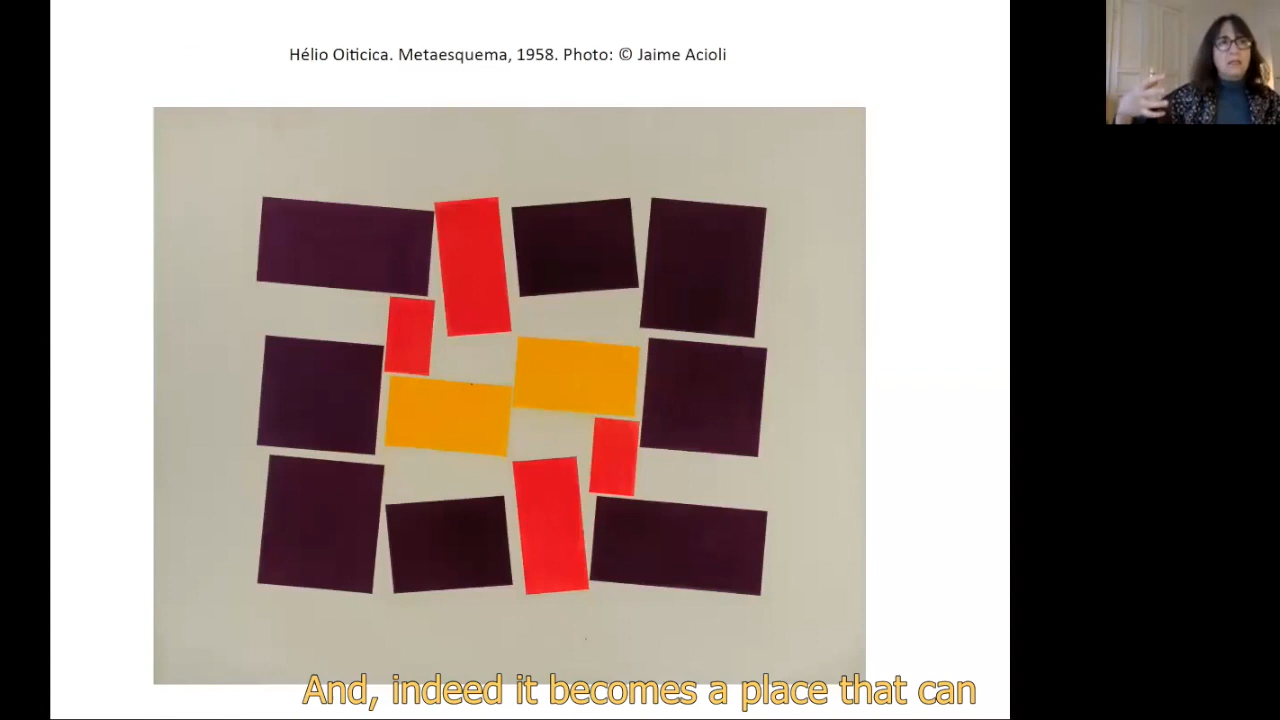 Hélio Oiticica. Metaesquema, 1958. Photo: © Jaime Acioli
And, indeed it becomes a place that can